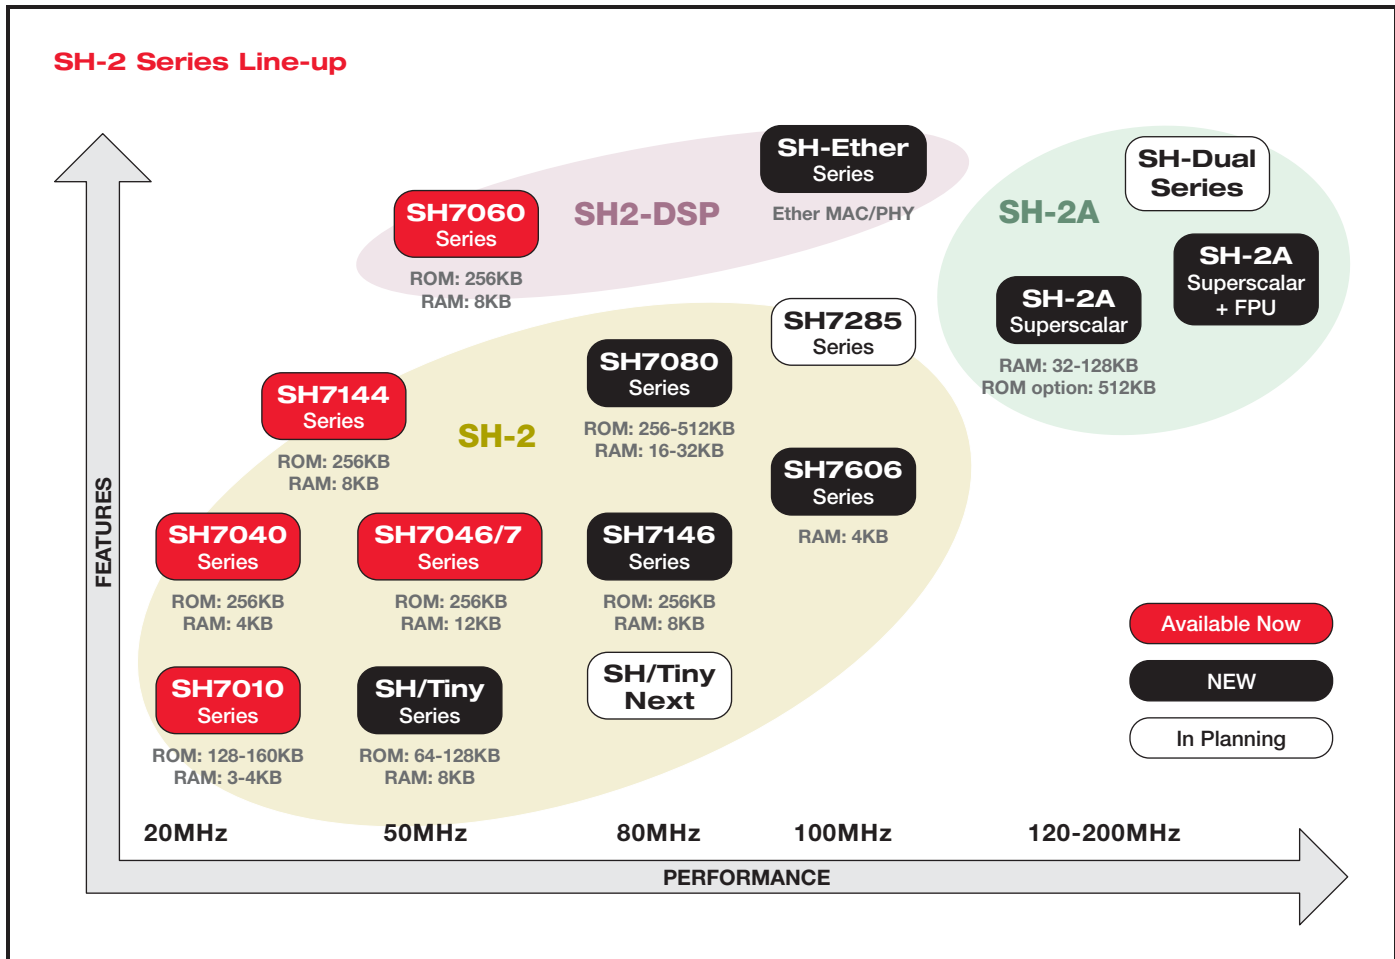 SH-2 Series Line-up
FEATURES
SH-Ether
Series
Ether MAC/PHY
SH2-DSP
SH7060
Series
ROM: 256KB
RAM: 8KB
SH-2A
SH-Dual
Series
SH-2A
Superscalar
+ FPU
SH-2A
Superscalar
RAM: 32-128KB
ROM option: 512KB
SH7285
Series
SH7080
Series
ROM: 256-512KB
RAM: 16-32KB
SH-2
SH7144
Series
ROM: 256KB
RAM: 8KB
SH7606
Series
RAM: 4KB
SH7040
Series
ROM: 256KB
RAM: 4KB
SH7046/7
Series
ROM: 256KB
RAM: 12KB
SH7146
Series
ROM: 256KB
RAM: 8KB
SH7010
Series
ROM: 128-160KB
RAM: 3-4KB
SH/Tiny
Series
ROM: 64-128KB
RAM: 8KB
SH/Tiny
Next
Available Now
NEW
In Planning
20MHz
50MHz
80MHz
100MHz
120-200MHz
PERFORMANCE